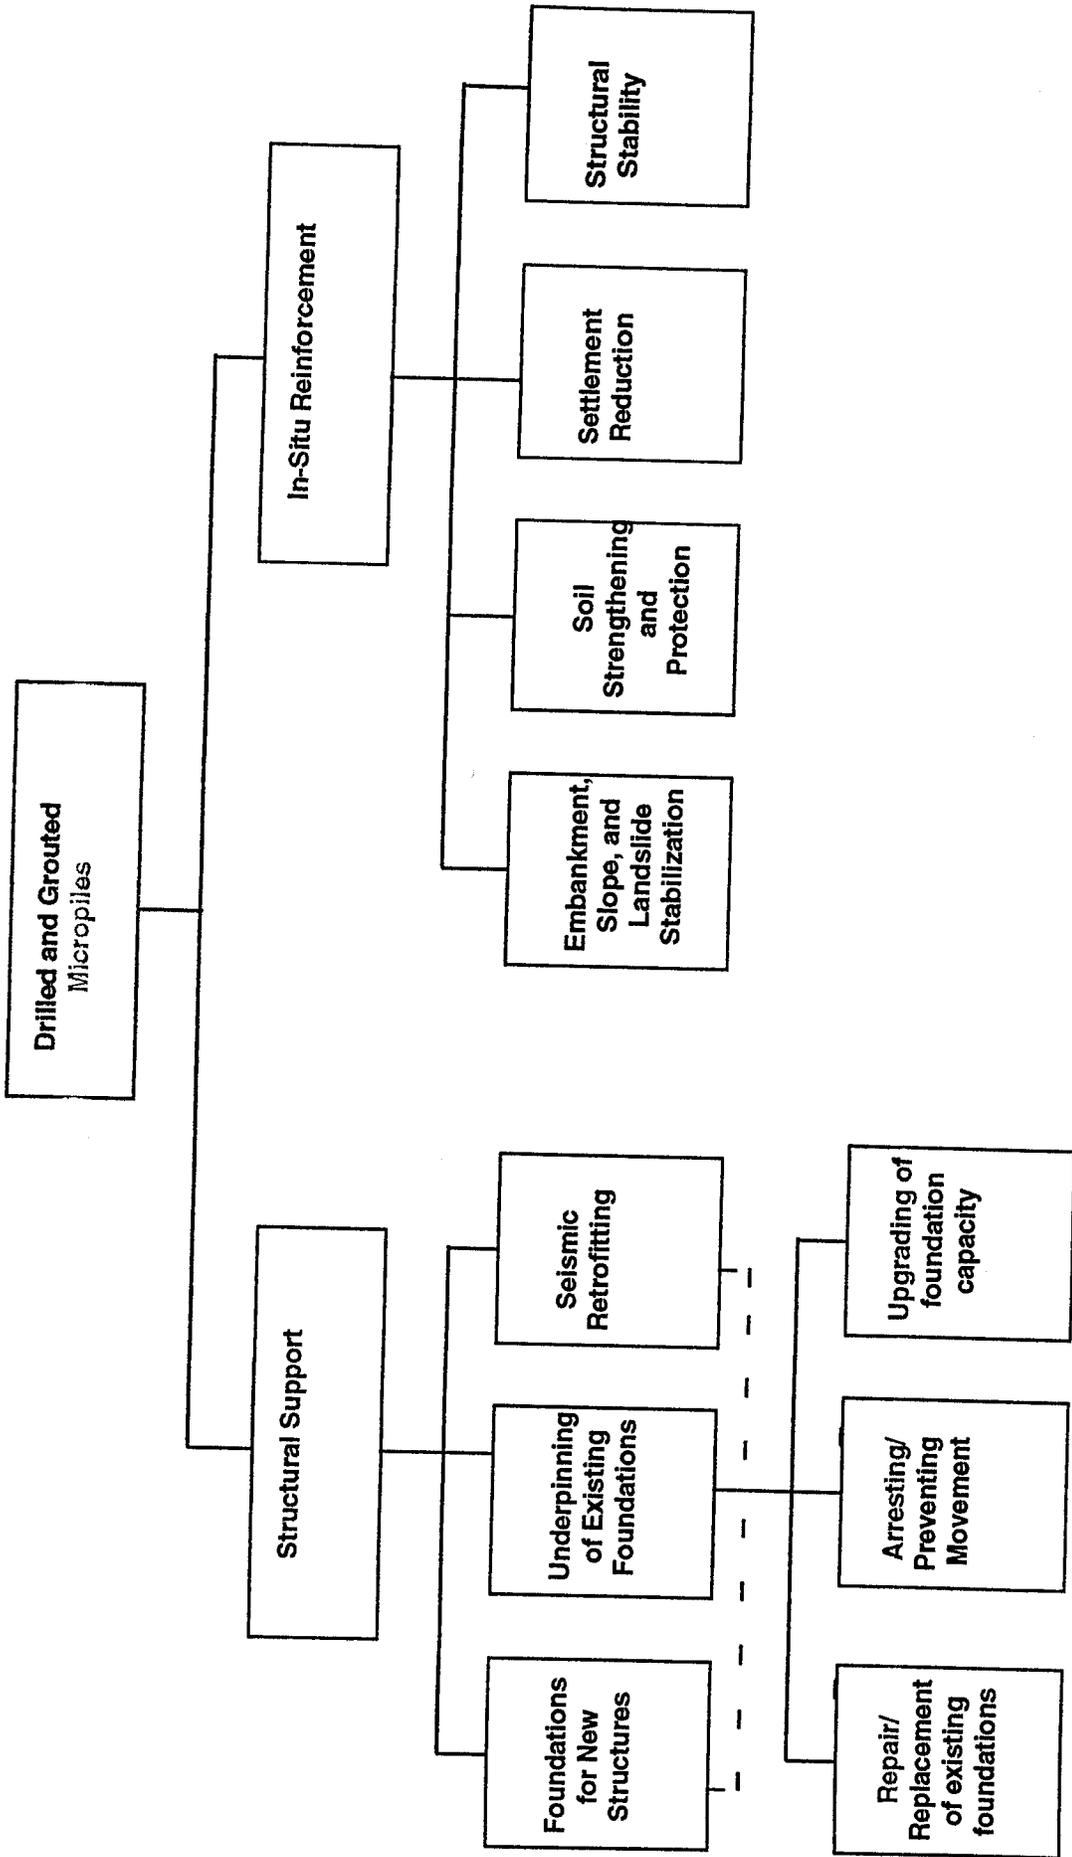 Drilled and Grouted
Micropiles
Structural Support
In-Situ Reinforcement
Foundations
for New
Structures
Underpinning
of Existing
Foundations
Seismic
Retrofitting
Embankment,
Slope, and
Landslide
Stabilization
Soil
Strengthening
and
Protection
Settlement
Reduction
Structural
Stability
Repair/
Replacement
of existing
foundations
Arresting/
Preventing
Movement
Upgrading of
foundation
capacity